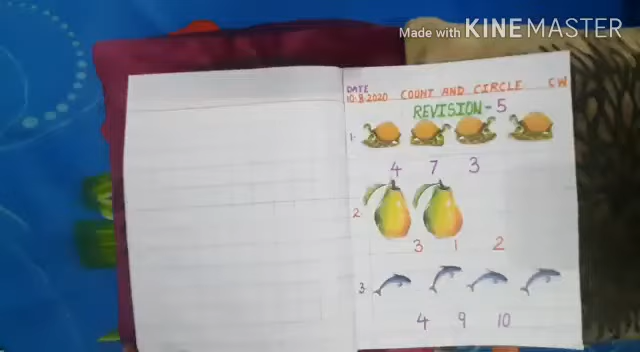 Made with KINEMASTER
DATE
10.8.2020 COUNT AND CIRCLE CW
REVISION - 5
1.
4 7 3
2.
3 1 2
3.
4 9 10